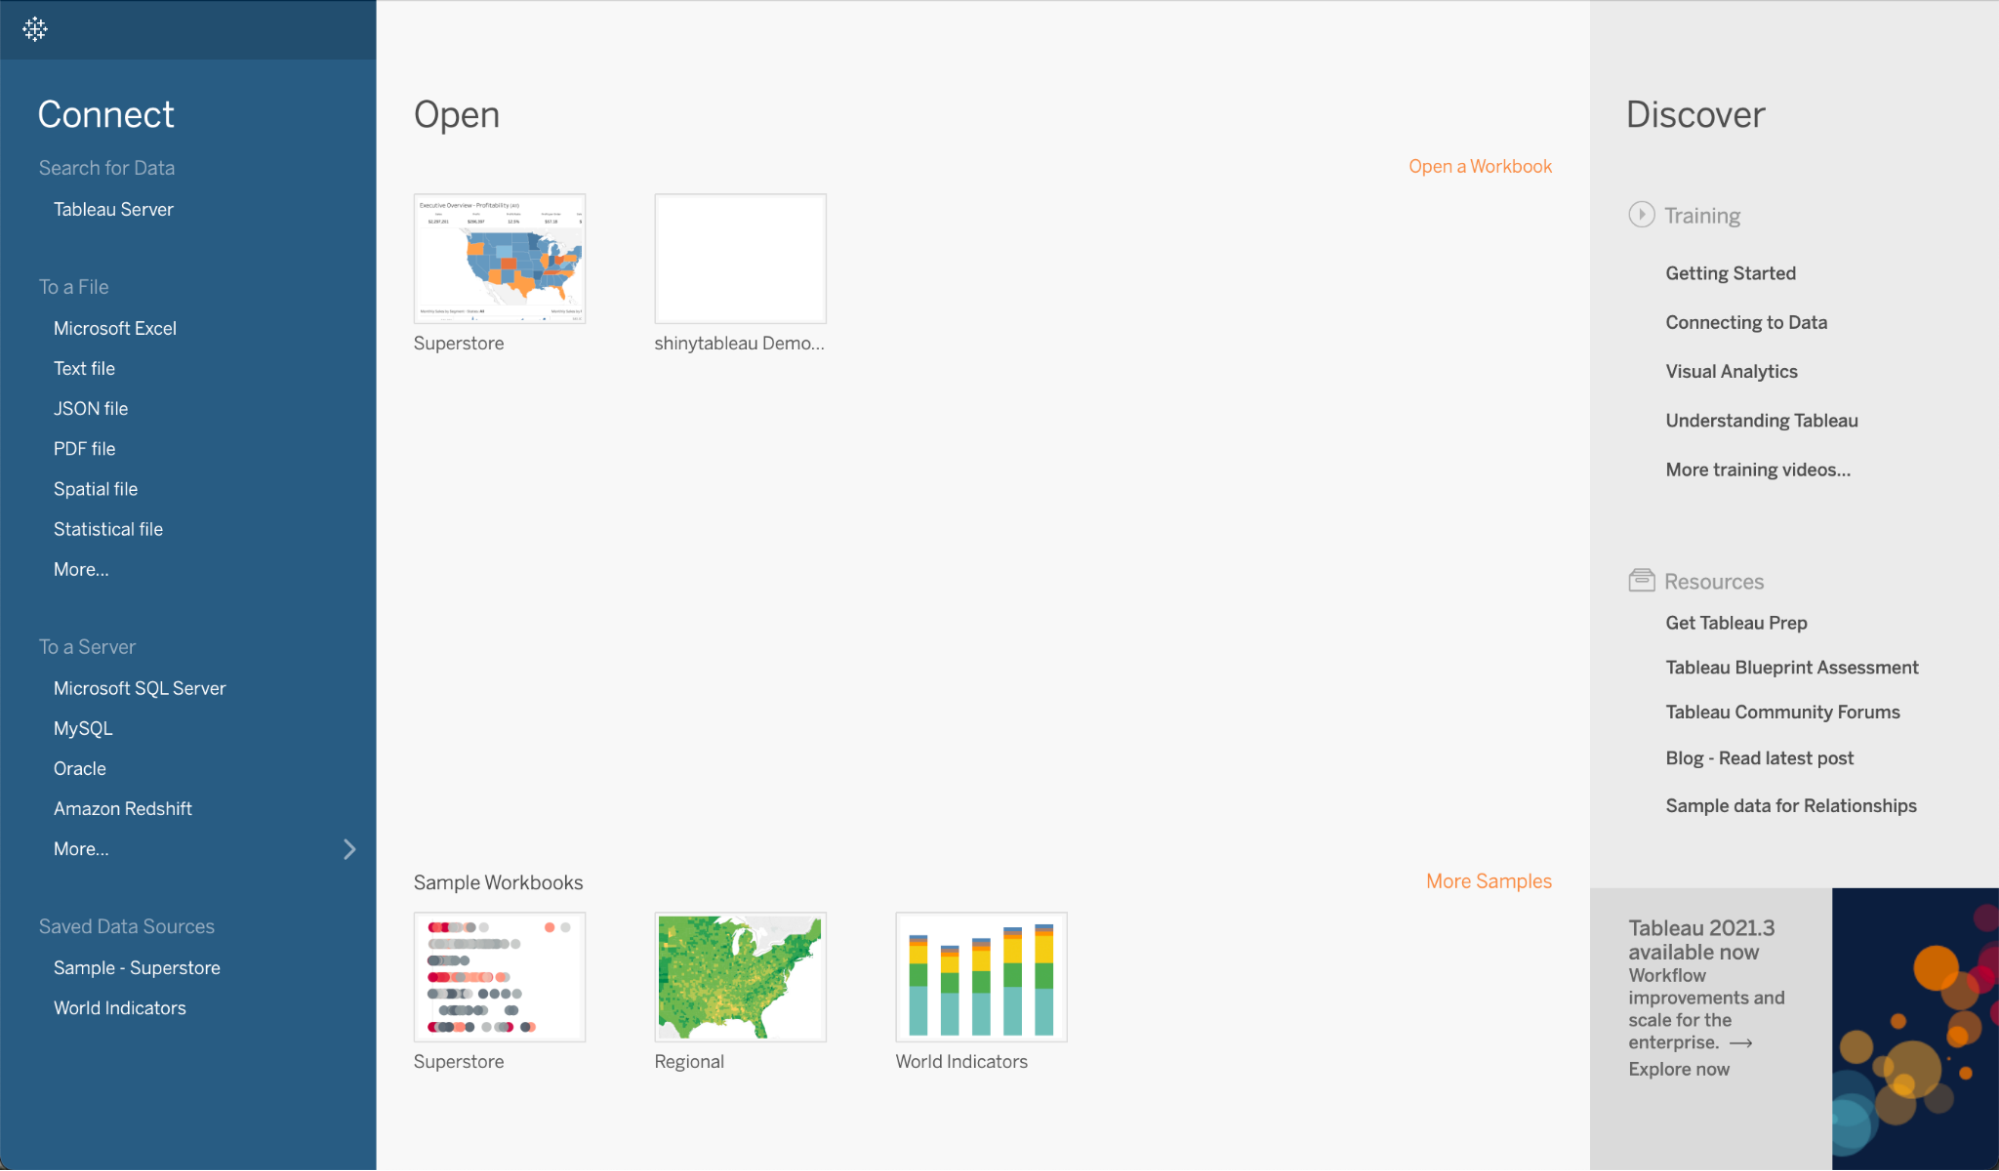 Connect
Search for Data
Tableau Server
To a File
Microsoft Excel
Text file
JSON file
PDF file
Spatial file
Statistical file
More...
To a Server
Microsoft SQL Server
MySQL
Oracle
Amazon Redshift
More...
Saved Data Sources
Sample - Superstore
World Indicators
Open
Open a Workbook
Executive Overview - Profitability (All)
Superstore
shinytableau Demo...
Sample Workbooks
More Samples
Superstore
Regional
World Indicators
Discover
Training
Getting Started
Connecting to Data
Visual Analytics
Understanding Tableau
More training videos...
Resources
Get Tableau Prep
Tableau Blueprint Assessment
Tableau Community Forums
Blog - Read latest post
Sample data for Relationships
Tableau 2021.3
available now
Workflow
improvements and
scale for the
enterprise. →
Explore now